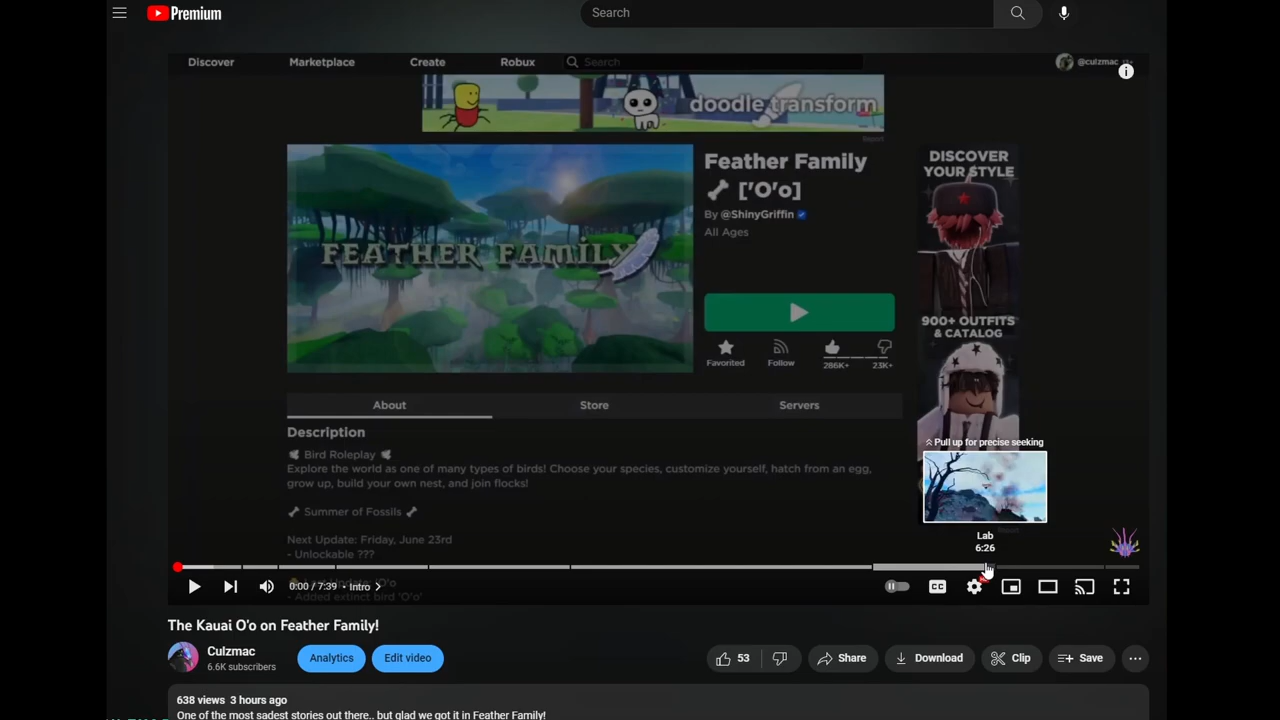 Premium
Search
Discover Marketplace Create Robux Search @culzmac
doodle transform
Report
Feather Family
['O'o]
By @ShinyGriffin
All Ages
FEATHER FAMILY
DISCOVER
YOUR STYLE
900+ OUTFITS
& CATALOG
Favorited Follow 286K+ 23K+
About Store Servers
Description
Bird Roleplay
Explore the world as one of many types of birds! Choose your species, customize yourself, hatch from an egg,
grow up, build your own nest, and join flocks!
Summer of Fossils
Next Update: Friday, June 23rd
- Unlockable ???
- Added extinct bird 'O'o'
Pull up for precise seeking
Lab
6:26
0:00 / 7:39 • Intro
CC
The Kauai O'o on Feather Family!
Culzmac
6.6K subscribers
Analytics Edit video
53 Share Download Clip Save
638 views 3 hours ago
One of the most sadest stories out there.. but glad we got it in Feather Family!